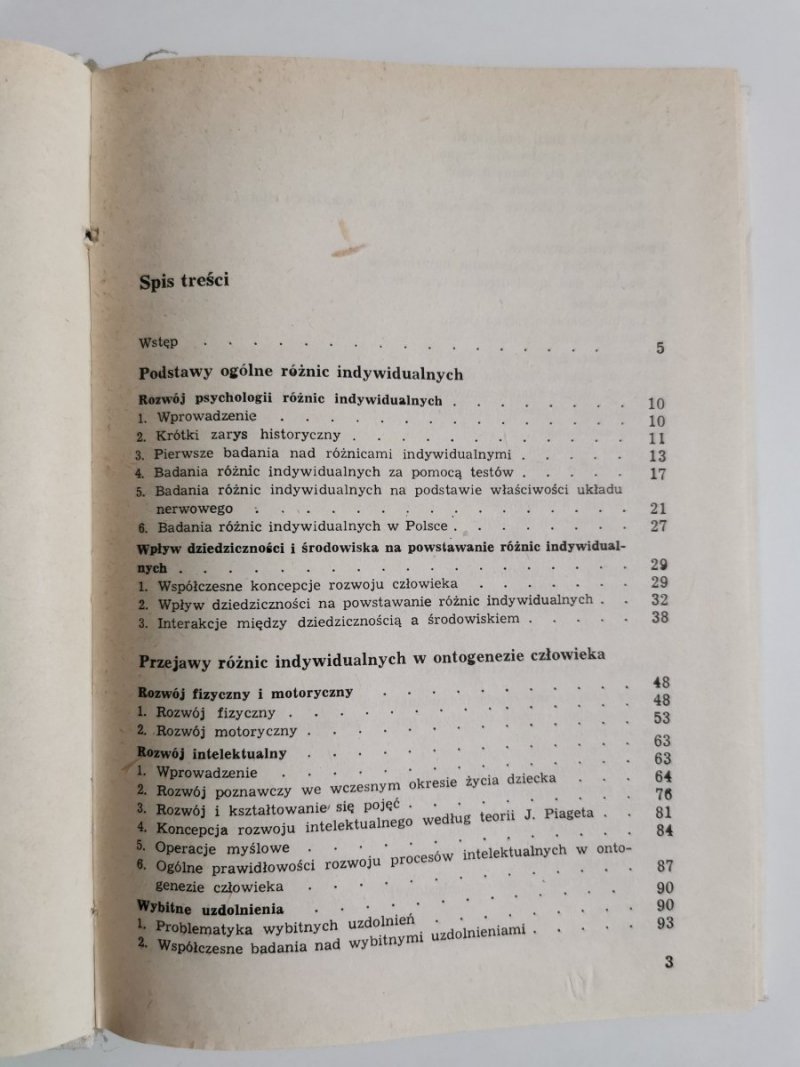 Spis treści
Wstęp . . . . . . . . . . . . . . . . . 5
Podstawy ogólne różnic indywidualnych
Rozwój psychologii różnic indywidualnych . . . . . . . . 10
1. Wprowadzenie . . . . . . . . . . . . . . 10
2. Krótki zarys historyczny . . . . . . . . . . . 11
3. Pierwsze badania nad różnicami indywidualnymi . . . . . 13
4. Badania różnic indywidualnych za pomocą testów . . . . . 17
5. Badania różnic indywidualnych na podstawie właściwości układu
nerwowego . . . . . . . . . . . . . . . 21
6. Badania różnic indywidualnych w Polsce . . . . . . . . 27
Wpływ dziedziczności i środowiska na powstawanie różnic indywidual-
nych . . . . . . . . . . . . . . . . . . 29
1. Współczesne koncepcje rozwoju człowieka . . . . . . . 29
2. Wpływ dziedziczności na powstawanie różnic indywidualnych . . 32
3. Interakcje między dziedzicznością a środowiskiem . . . . . 38
Przejawy różnic indywidualnych w ontogenezie człowieka
Rozwój fizyczny i motoryczny . . . . . . . . . . 48
1. Rozwój fizyczny . . . . . . . . . . . . . . 48
2. Rozwój motoryczny . . . . . . . . . . . . . 53
Rozwój intelektualny . . . . . . . . . . . . . 63
1. Wprowadzenie . . . . . . . . . . . . . . 63
2. Rozwój poznawczy we wczesnym okresie życia dziecka . . . 64
3. Rozwój i kształtowanie się pojęć . . . . . . . . . 76
4. Koncepcja rozwoju intelektualnego według teorii J. Piageta . . 81
5. Operacje myślowe . . . . . . . . . . . . . 84
6. Ogólne prawidłowości rozwoju procesów intelektualnych w onto-
genezie człowieka . . . . . . . . . . . . . 87
Wybitne uzdolnienia . . . . . . . . . . . . 90
1. Problematyka wybitnych uzdolnień . . . . . . . . 90
2. Współczesne badania nad wybitnymi uzdolnieniami . . . . . 93
3